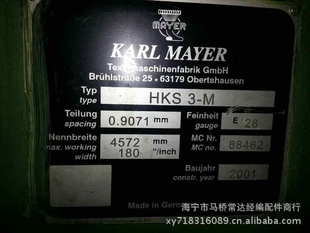 MAYER
KARL MAYER
Textilmaschinenfabrik GmbH
Brühlstraße 25 • 63179 Obertshausen
Typ
type
HKS 3-M
Teilung
spacing
0.9071 mm
Feinheit
gauge
E 28
Nennbreite
max. working
width
4572 mm
180 "/inch
MC Nr.
MC no.
88462
Baujahr
constr. year
2001
Made in Germany
海宁市马桥常达经编配件商行
xy718316089.1688.com